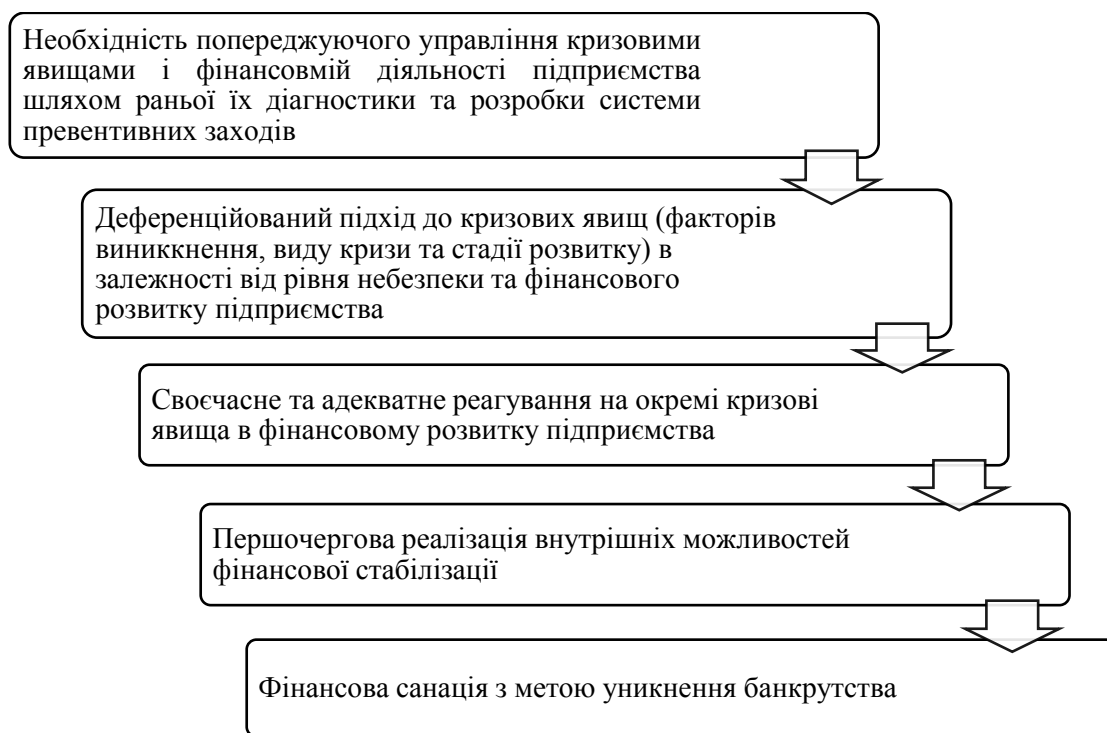 Необхідність попереджуючого управління кризовими
явищами і фінансовмій діяльності підприємства
шляхом раньої їх діагностики та розробки системи
превентивних заходів
Деференційований підхід до кризових явищ (факторів
виниккнення, виду кризи та стадії розвитку) в
залежності від рівня небезпеки та фінансового
розвитку підприємства
Своєчасне та адекватне реагування на окремі кризові
явища в фінансовому розвитку підприємства
Першочергова реалізація внутрішніх можливостей
фінансової стабілізації
Фінансова санація з метою уникнення банкрутства